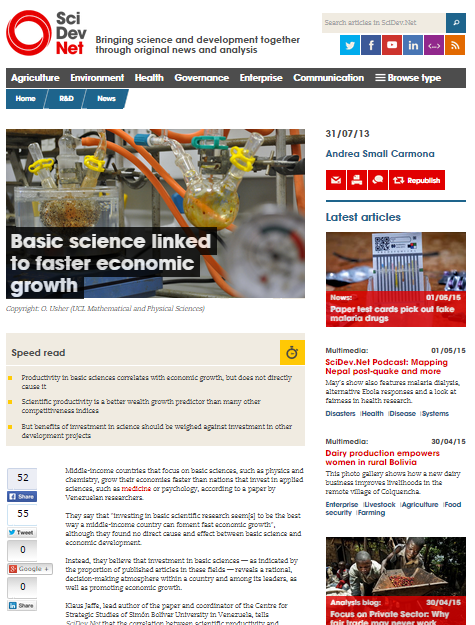 Sci
Dev
Net
Bringing science and development together
through original news and analysis
Search articles in SciDev.Net
Agriculture Environment Health Governance Enterprise Communication Browse type
Home R&D News
Basic science linked
to faster economic
growth
Copyright: O. Usher (UCL Mathematical and Physical Sciences)
Speed read
Productivity in basic sciences correlates with economic growth, but does not directly
cause it
Scientific productivity is a better wealth growth predictor than many other
competitiveness indices
But benefits of investment in science should be weighed against investment in other
development projects
52
Share
55
Tweet
0
Google +
0
Share
Middle-income countries that focus on basic sciences, such as physics and
chemistry, grow their economies faster than nations that invest in applied
sciences, such as medicine or psychology, according to a paper by
Venezuelan researchers.
They say that "investing in basic scientific research seem[s] to be the best
way a middle-income country can foment fast economic growth",
although they found no direct cause and effect between basic science and
economic development.
Instead, they believe that investment in basic sciences — as indicated by
the proportion of published articles in these fields — reveals a rational,
decision-making atmosphere within a country and among its leaders, as
well as promoting economic growth.
Klaus Jaffe, lead author of the paper and coordinator of the Centre for
Strategic Studies of Simón Bolívar University in Venezuela, tells
SciDev.Net that the correlation between scientific productivity and
31/07/13
Andrea Small Carmona
Republish
Latest articles
News: 01/05/15
Paper test cards pick out fake
malaria drugs
Multimedia: 01/05/15
SciDev.Net Podcast: Mapping
Nepal post-quake and more
May's show also features malaria dialysis,
alternative Ebola responses and a look at
fairness in health research.
Disasters | Health | Disease | Systems
Multimedia: 30/04/15
Dairy production empowers
women in rural Bolivia
This photo gallery shows how a new dairy
business improves livelihoods in the
remote village of Colquencha.
Enterprise | Livestock | Agriculture | Food
security | Farming
Analysis blog: 30/04/15
Focus on Private Sector: Why
fair trade may never work